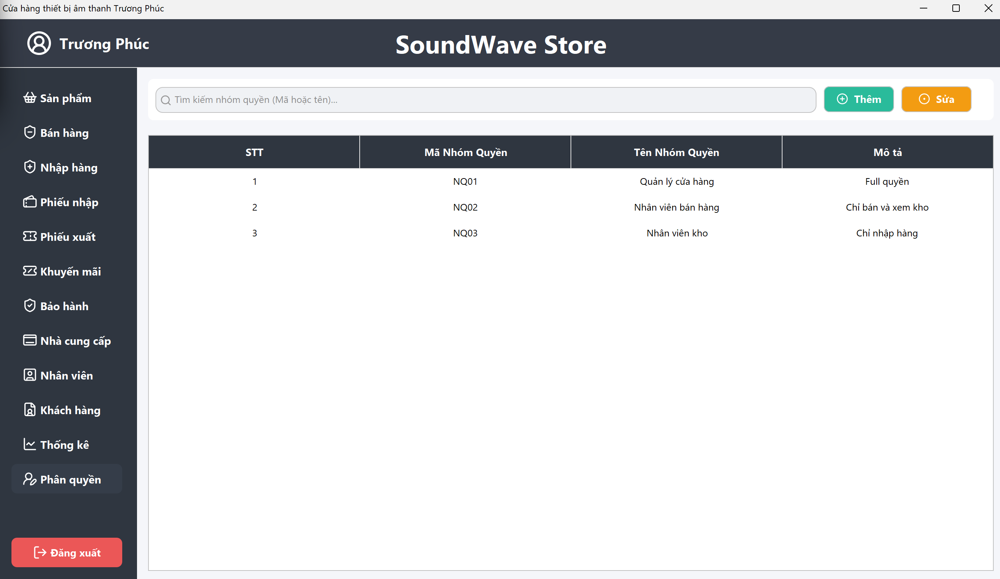 Cửa hàng thiết bị âm thanh Trương Phúc
Trương Phúc
SoundWave Store
Sản phẩm
Bán hàng
Nhập hàng
Phiếu nhập
Phiếu xuất
Khuyến mãi
Bảo hành
Nhà cung cấp
Nhân viên
Khách hàng
Thống kê
Phân quyền
Đăng xuất
Tìm kiếm nhóm quyền (Mã hoặc tên)... Thêm Sửa
STT Mã Nhóm Quyền Tên Nhóm Quyền Mô tả
1 NQ01 Quản lý cửa hàng Full quyền
2 NQ02 Nhân viên bán hàng Chỉ bán và xem kho
3 NQ03 Nhân viên kho Chỉ nhập hàng